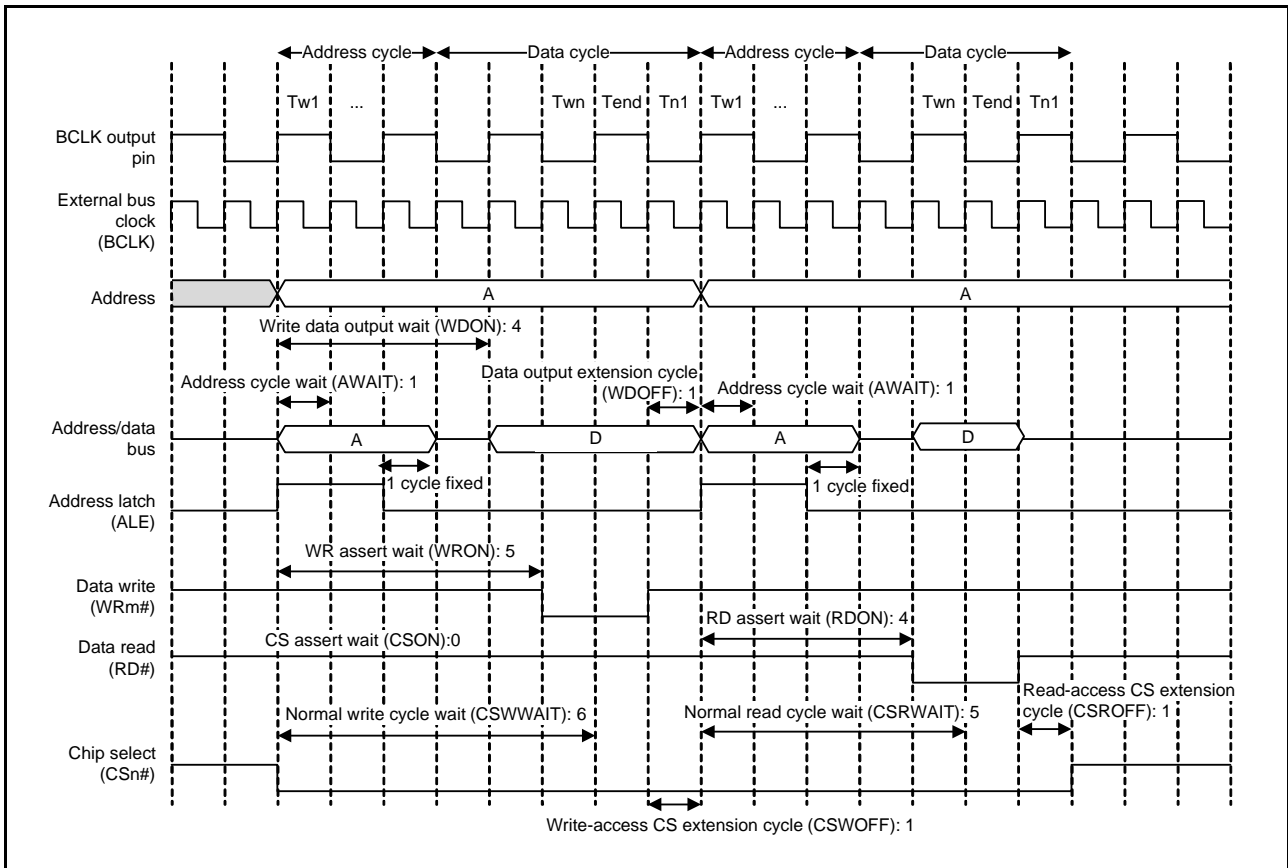 Address cycle Data cycle Address cycle Data cycle
Tw1 ... Twn Tend Tn1 Tw1 ... Twn Tend Tn1
BCLK output
pin
External bus
clock
(BCLK)
Address
A A
Write data output wait (WDON): 4
Data output extension cycle
(WDOFF): 1
Address cycle wait (AWAIT): 1
Address cycle wait (AWAIT): 1
Address/data
bus
A D A D
1 cycle fixed
1 cycle fixed
Address latch
(ALE)
WR assert wait (WRON): 5
Data write
(WRm#)
RD assert wait (RDON): 4
CS assert wait (CSON):0
Data read
(RD#)
Read-access CS extension
cycle (CSROFF): 1
Normal write cycle wait (CSWWAIT): 6
Normal read cycle wait (CSRWAIT): 5
Chip select
(CSn#)
Write-access CS extension cycle (CSWOFF): 1